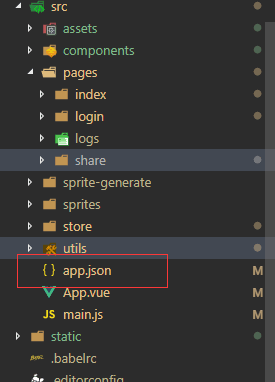 src
assets
components
pages
index
login
logs
share
sprite-generate
sprites
store
utils
{ } app.json M
App.vue M
JS main.js M
static
.babelrc
.editorconfig